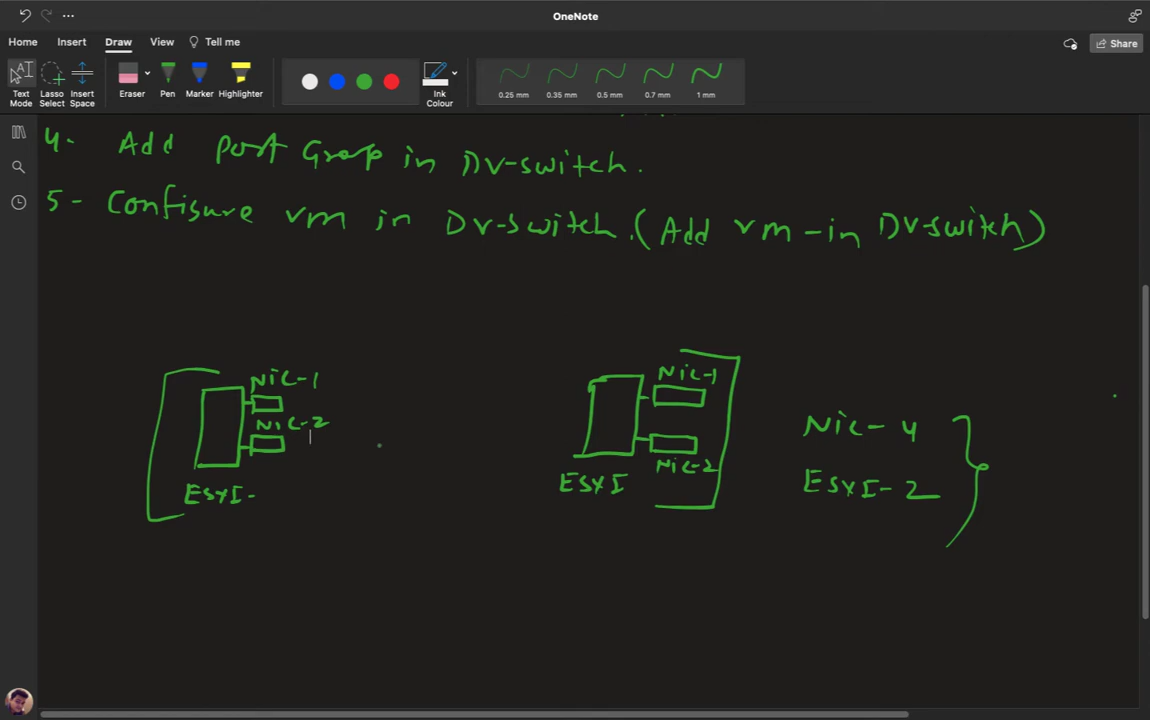 OneNote
Home Insert Draw View Tell me
Share
Text Mode
Lasso Select
Insert Space
Eraser
Pen
Marker
Highlighter
Ink Colour
0.25 mm 0.35 mm 0.5 mm 0.7 mm 1 mm
4- Add Port Group in DV-switch.
5- Configure vm in DV-switch. (Add vm-in DV-switch)
Nic-1
Nic-2
ESXI-
Nic-1
Nic-2
ESXI
Nic- 4
ESXI- 2